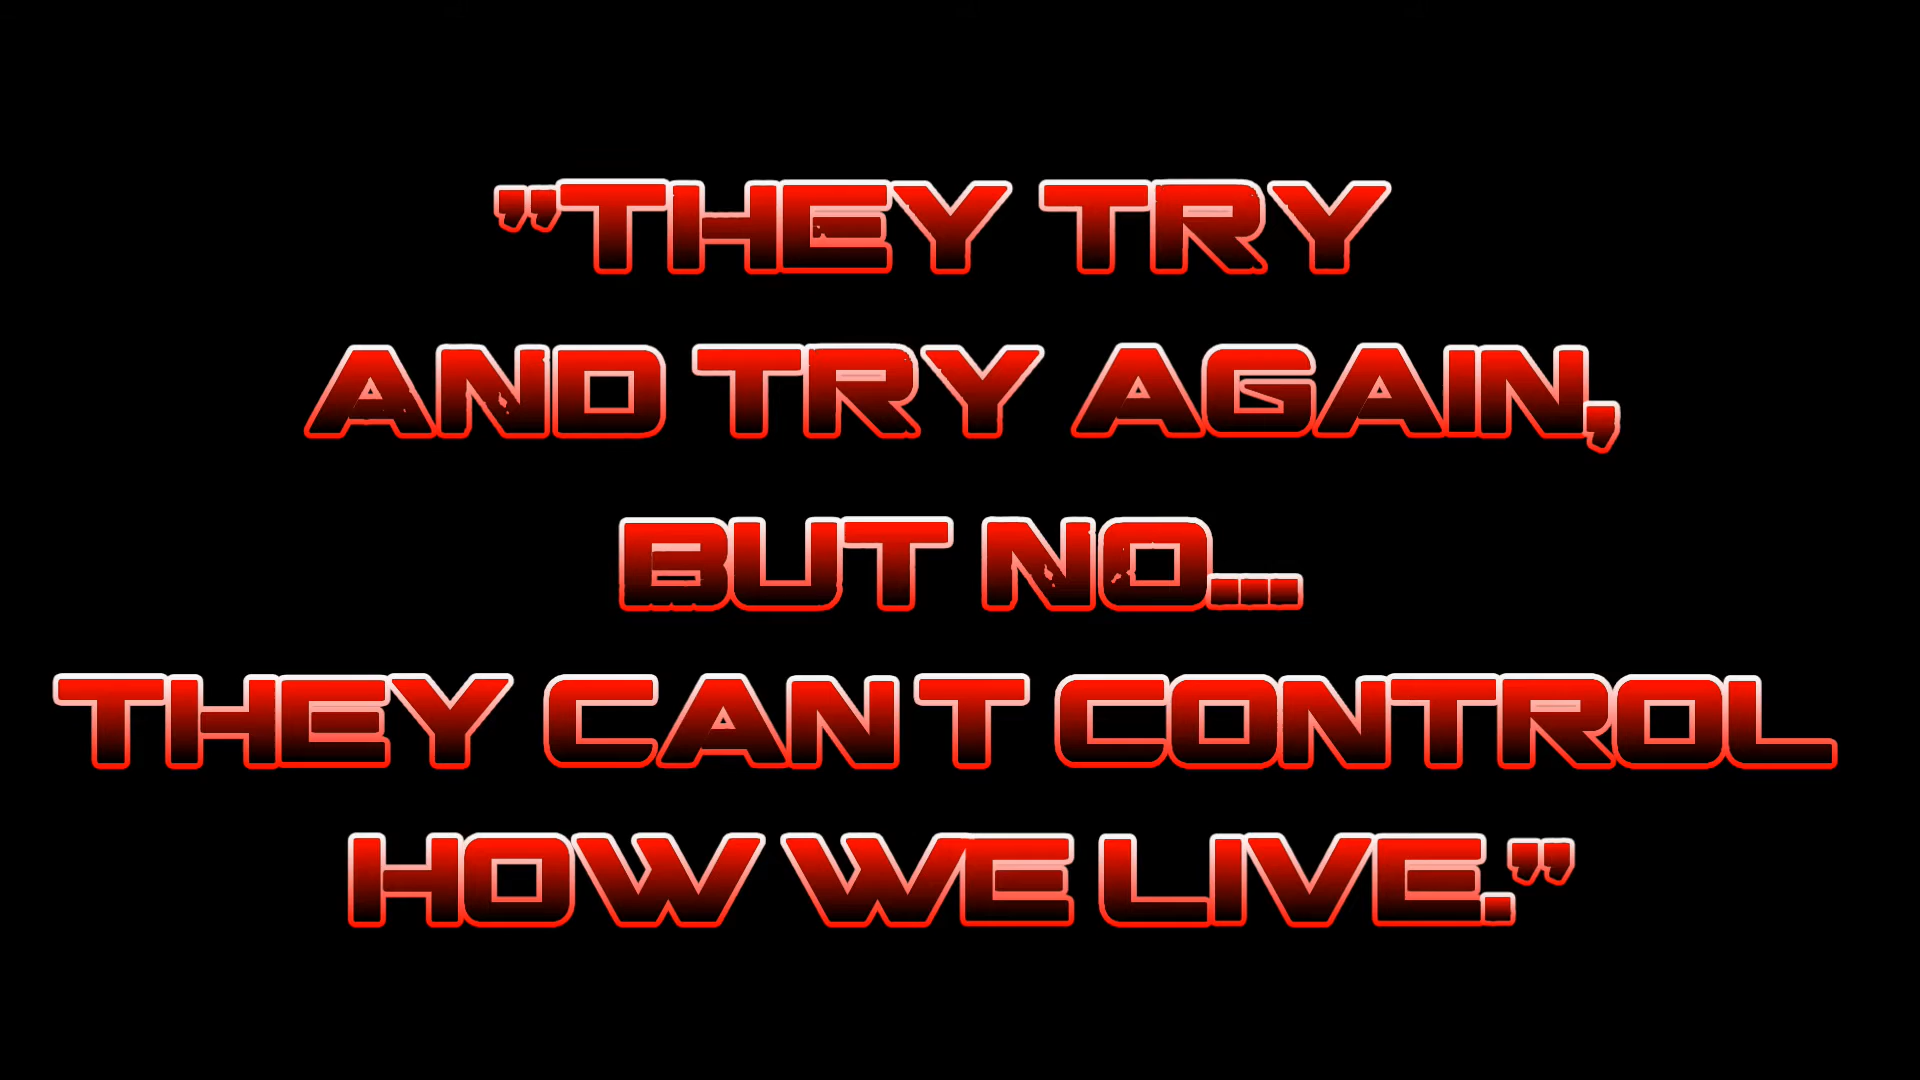 "THEY TRY
AND TRY AGAIN,
BUT NO...
THEY CAN T CONTROL
HOW WE LIVE."